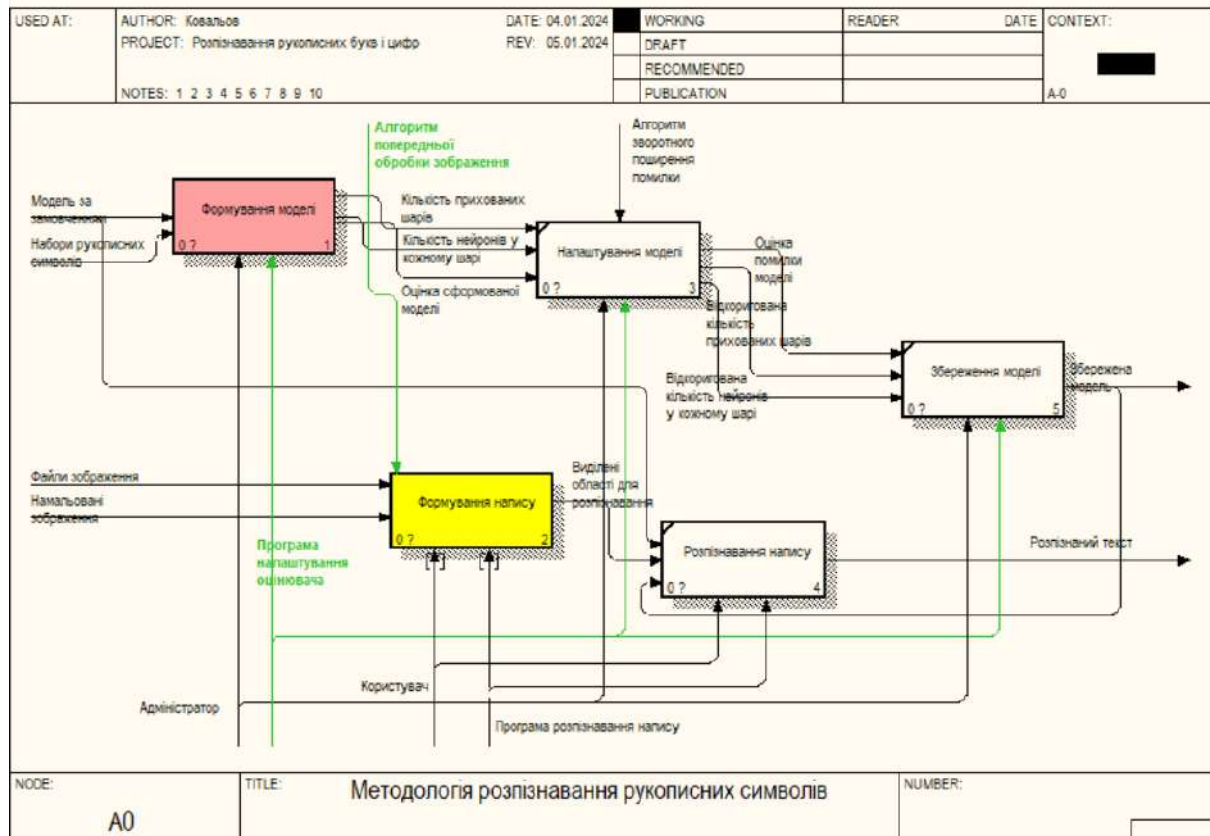 USED AT:
AUTHOR: Ковальов
DATE: 04.01.2024
WORKING
READER
DATE
CONTEXT:
PROJECT: Розпізнавання рукописних букв і цифр
REV: 05.01.2024
DRAFT
RECOMMENDED
NOTES: 1 2 3 4 5 6 7 8 9 10
PUBLICATION
A-0
Алгоритм
попередньої
обробки зображення
Алгоритм
зворотного
поширення
помилки
Модель за
замовченням
Набори рукописних
символів
Формування моделі
0 ?
1
Кількість прихованих
шарів
Кількість нейронів у
кожному шарі
Оцінка сформованої
моделі
Налаштування моделі
0 ?
3
Оцінка
помилки
моделі
Відкоригована
кількість
прихованих шарів
Відкоригована
кількість нейронів
у кожному шарі
Збереження моделі
0 ?
5
Збережена
модель
Файли зображення
Намальовані
зображення
Формування напису
0 ?
2
Виділені
області для
розпізнавання
Розпізнавання напису
0 ?
4
Розпізнаний текст
Програма
налаштування
оцінювача
Користувач
Адміністратор
Програма розпізнавання напису
NODE:
A0
TITLE:
Методологія розпізнавання рукописних символів
NUMBER: